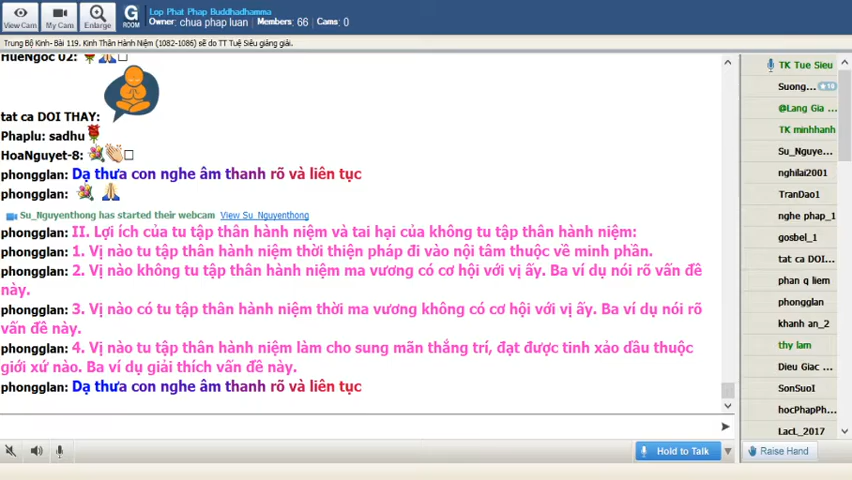 View Cam
My Cam
Enlarge
G
ROOM
Lop Phat Phap Buddhadhamma
Owner: chua phap luan Members: 66 Cams: 0
Trung Bộ Kinh- Bài 119. Kinh Thân Hành Niệm (1082-1086) sẽ do TT Tuệ Siêu giảng giải.
HueNgoc 02:
tat ca DOI THAY:
Phaplu: sadhu
HoaNguyet-8:
phongglan: Dạ thưa con nghe âm thanh rõ và liên tục
phongglan:
Su_Nguyenthong has started their webcam View Su_Nguyenthong
phongglan: II. Lợi ích của tu tập thân hành niệm và tai hại của không tu tập thân hành niệm:
phongglan: 1. Vị nào tu tập thân hành niệm thời thiện pháp đi vào nội tâm thuộc về minh phần.
phongglan: 2. Vị nào không tu tập thân hành niệm ma vương có cơ hội với vị ấy. Ba ví dụ nói rõ vấn đề
này.
phongglan: 3. Vị nào có tu tập thân hành niệm thời ma vương không có cơ hội với vị ấy. Ba ví dụ nói rõ
vấn đề này.
phongglan: 4. Vị nào tu tập thân hành niệm làm cho sung mãn thắng trí, đạt được tinh xảo dầu thuộc
giới xứ nào. Ba ví dụ giải thích vấn đề này.
phongglan: Dạ thưa con nghe âm thanh rõ và liên tục
Hold to Talk
TK Tue Sieu
Suong... 10
@Lang Gia ...
TK minhhanh
Su_Nguye...
nghilai2001
TranDao1
nghe phap_1
gosbel_1
tat ca DOI...
phan q liem
phongglan
khanh an_2
thy lam
Dieu Giac ...
SonSuoI
hocPhapPh...
LacL_2017
Raise Hand